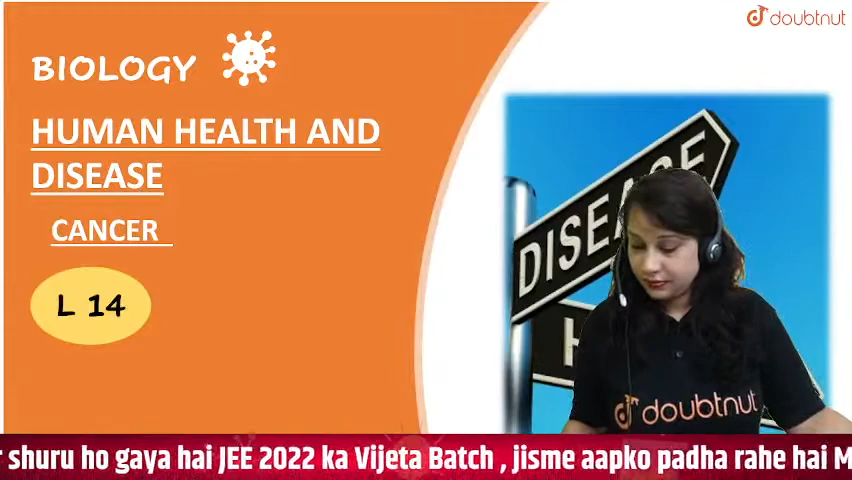 doubtnut
BIOLOGY
HUMAN HEALTH AND
DISEASE
CANCER
L 14
DISEASE
H
doubtnut
r shuru ho gaya hai JEE 2022 ka Vijeta Batch , jisme aapko padha rahe hai M